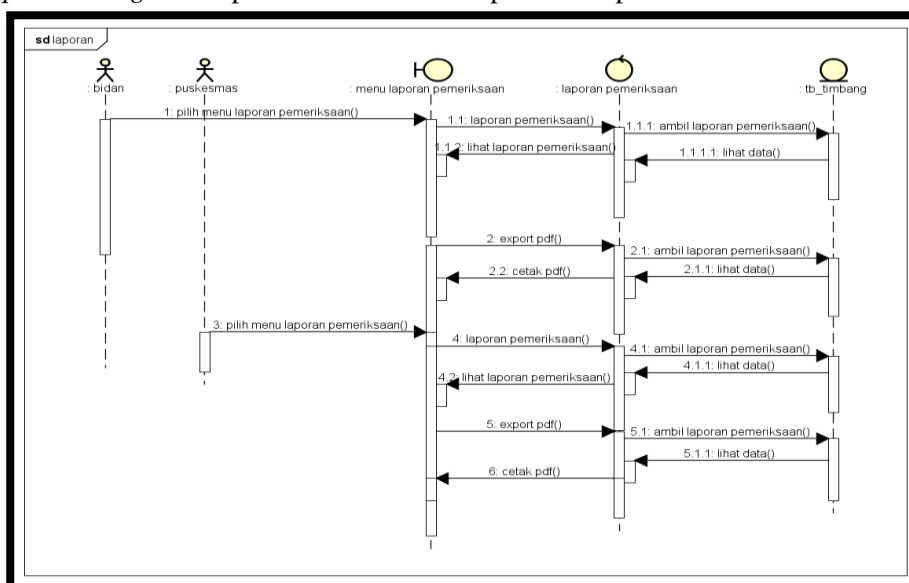 sd laporan
: bidan
: puskesmas
: menu laporan pemeriksaan
: laporan pemeriksaan
: tb_timbang
1: pilih menu laporan pemeriksaan()
1.1: laporan pemeriksaan()
1.1.1: ambil laporan pemeriksaan()
1.1.2: lihat laporan pemeriksaan()
1.1.1.1: lihat data()
2: export pdf()
2.1: ambil laporan pemeriksaan()
2.2: cetak pdf()
2.1.1: lihat data()
3: pilih menu laporan pemeriksaan()
4: laporan pemeriksaan()
4.1: ambil laporan pemeriksaan()
4.1.1: lihat data()
4.2: lihat laporan pemeriksaan()
5: export pdf()
5.1: ambil laporan pemeriksaan()
5.1.1: lihat data()
6: cetak pdf()